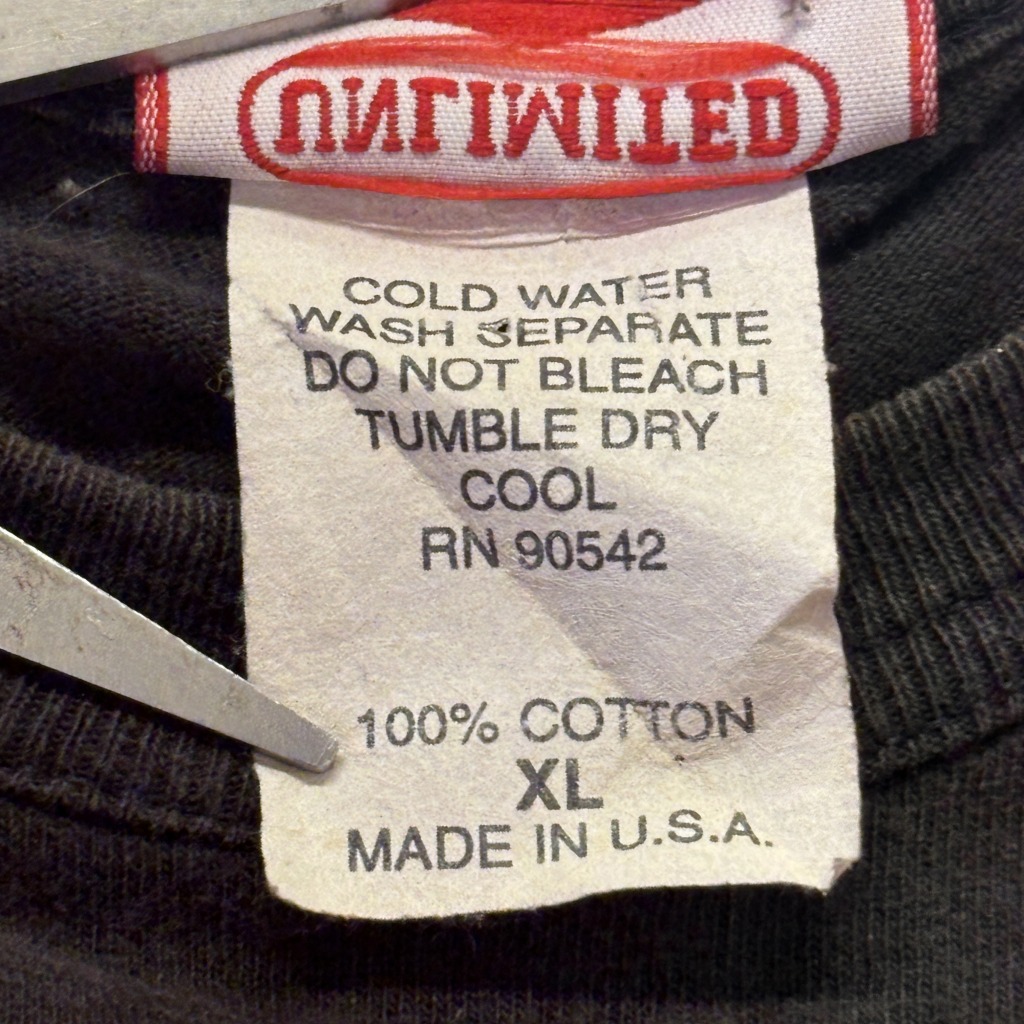 UNLIMITED
COLD WATER
WASH SEPARATE
DO NOT BLEACH
TUMBLE DRY
COOL
RN 90542
100% COTTON
XL
MADE IN U.S.A.